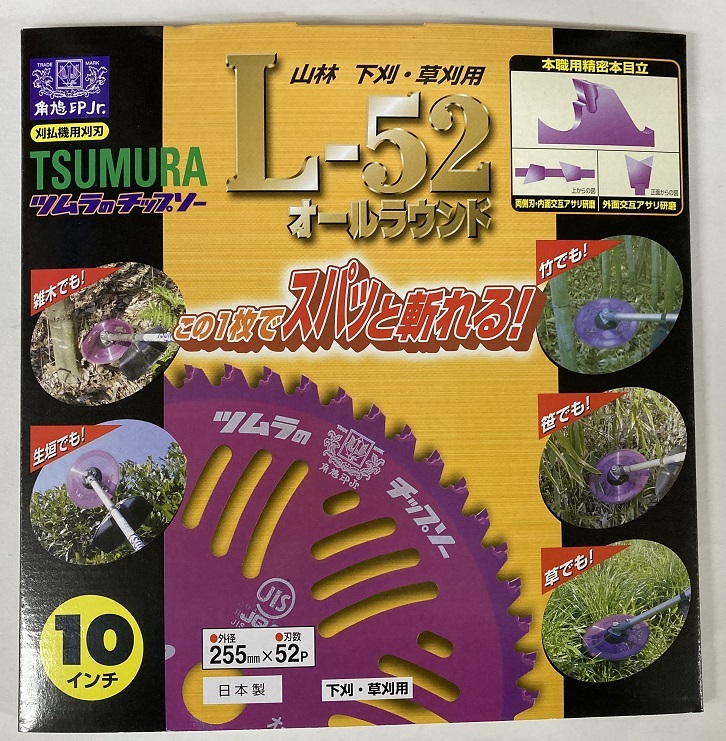 TRADE MARK
角鳩印Jr.
刈払機用刈刃
TSUMURA
ツムラのチップソー
山林 下刈・草刈用
L-52
オールラウンド
本職用精密本目立
上からの図
正面からの図
両側刃・内面交互アサリ研磨
外面交互アサリ研磨
この1枚でスパッと斬れる!
雑木でも!
生垣でも!
竹でも!
笹でも!
草でも!
ツムラの
角鳩印Jr.
チップソー
JIS
10
インチ
●外径 ●刃数
255mm×52P
日本製
下刈・草刈用